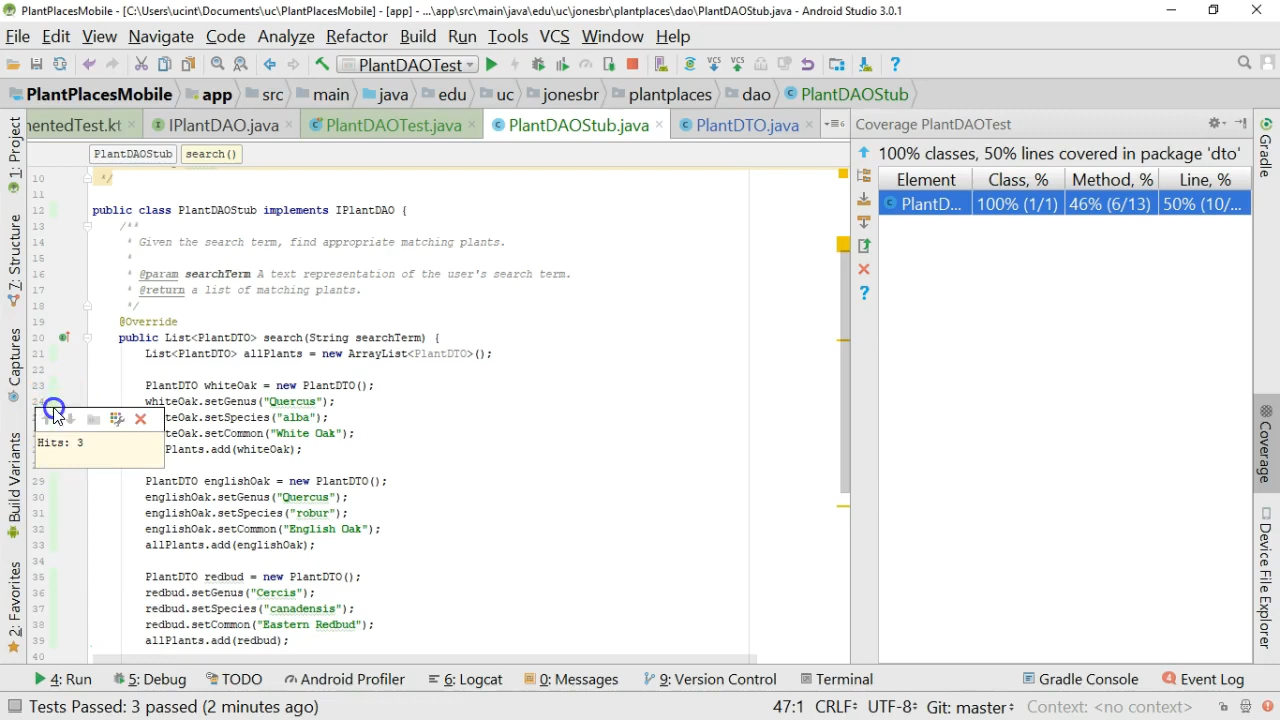 PlantPlacesMobile - [C:\Users\ucint\Documents\uc\PlantPlacesMobile] - [app] - ...\app\src\main\java\edu\uc\jonesbr\plantplaces\dao\PlantDAOStub.java - Android Studio 3.0.1
File Edit View Navigate Code Analyze Refactor Build Run Tools VCS Window Help
PlantDAOTest
PlantPlacesMobile app src main java edu uc jonesbr plantplaces dao PlantDAOStub
nentedTest.kt IPlantDAO.java PlantDAOTest.java PlantDAOStub.java PlantDTO.java
Coverage PlantDAOTest
PlantDAOStub search()
100% classes, 50% lines covered in package 'dto'
Element Class, % Method, % Line, %
PlantD... 100% (1/1) 46% (6/13) 50% (10/...
10 */
11
12 public class PlantDAOStub implements IPlantDAO {
13 /**
14 * Given the search term, find appropriate matching plants.
15 *
16 * @param searchTerm A text representation of the user's search term.
17 * @return a list of matching plants.
18 */
19 @Override
20 public List<PlantDTO> search(String searchTerm) {
21 List<PlantDTO> allPlants = new ArrayList<PlantDTO>();
22
23 PlantDTO whiteOak = new PlantDTO();
24 whiteOak.setGenus("Quercus");
teOak.setSpecies("alba");
teOak.setCommon("White Oak");
Plants.add(whiteOak);
Hits: 3
29 PlantDTO englishOak = new PlantDTO();
30 englishOak.setGenus("Quercus");
31 englishOak.setSpecies("robur");
32 englishOak.setCommon("English Oak");
33 allPlants.add(englishOak);
34
35 PlantDTO redbud = new PlantDTO();
36 redbud.setGenus("Cercis");
37 redbud.setSpecies("canadensis");
38 redbud.setCommon("Eastern Redbud");
39 allPlants.add(redbud);
40
1: Project
7: Structure
Captures
Build Variants
2: Favorites
Gradle
Coverage
Device File Explorer
4: Run 5: Debug TODO Android Profiler 6: Logcat 0: Messages 9: Version Control Terminal Gradle Console 4 Event Log
Tests Passed: 3 passed (2 minutes ago) 47:1 CRLF UTF-8 Git: master Context: <no context>